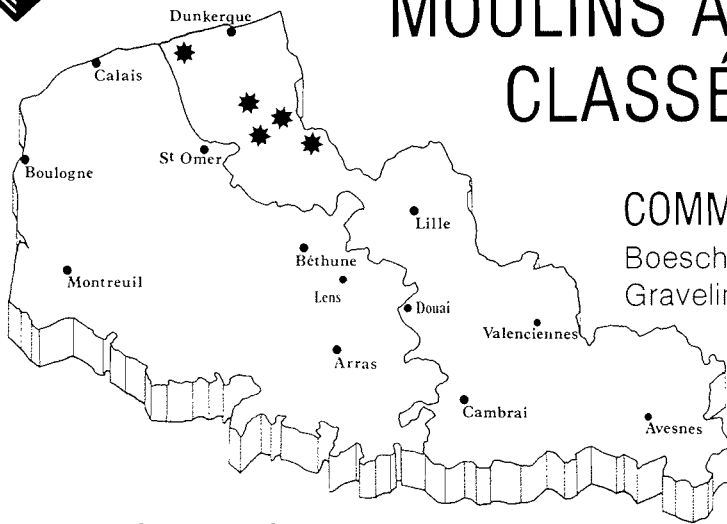 MOULINS A
CLASSÉ
COMM
Boesch
Gravelin
Dunkerque
Calais
St Omer
Boulogne
Lille
Béthune
Montreuil
Lens
Douai
Valenciennes
Arras
Cambrai
Avesnes